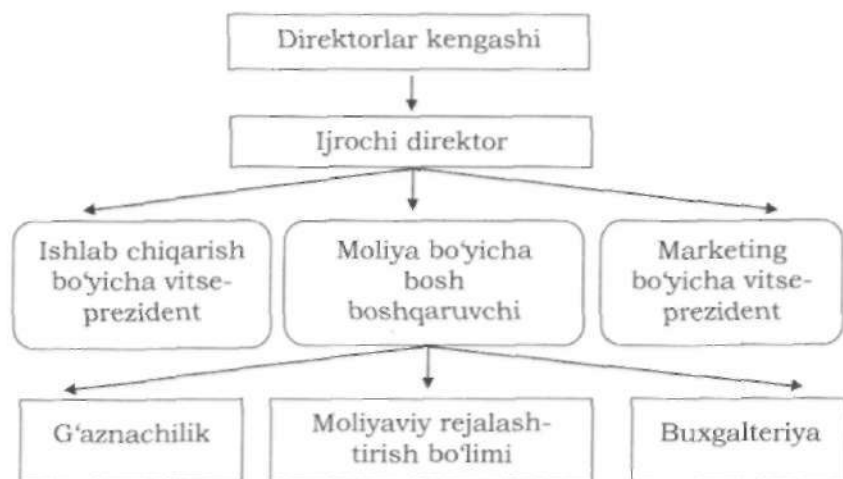 Direktorlar kengashi
Ijrochi direktor
Ishlab chiqarish
bo‘yicha vitse-
prezident
Moliya bo‘yicha
bosh
boshqaruvchi
Marketing
bo‘yicha vitse-
prezident
G‘aznachilik
Moliyaviy rejalash-
tirish bo‘limi
Buxgalteriya